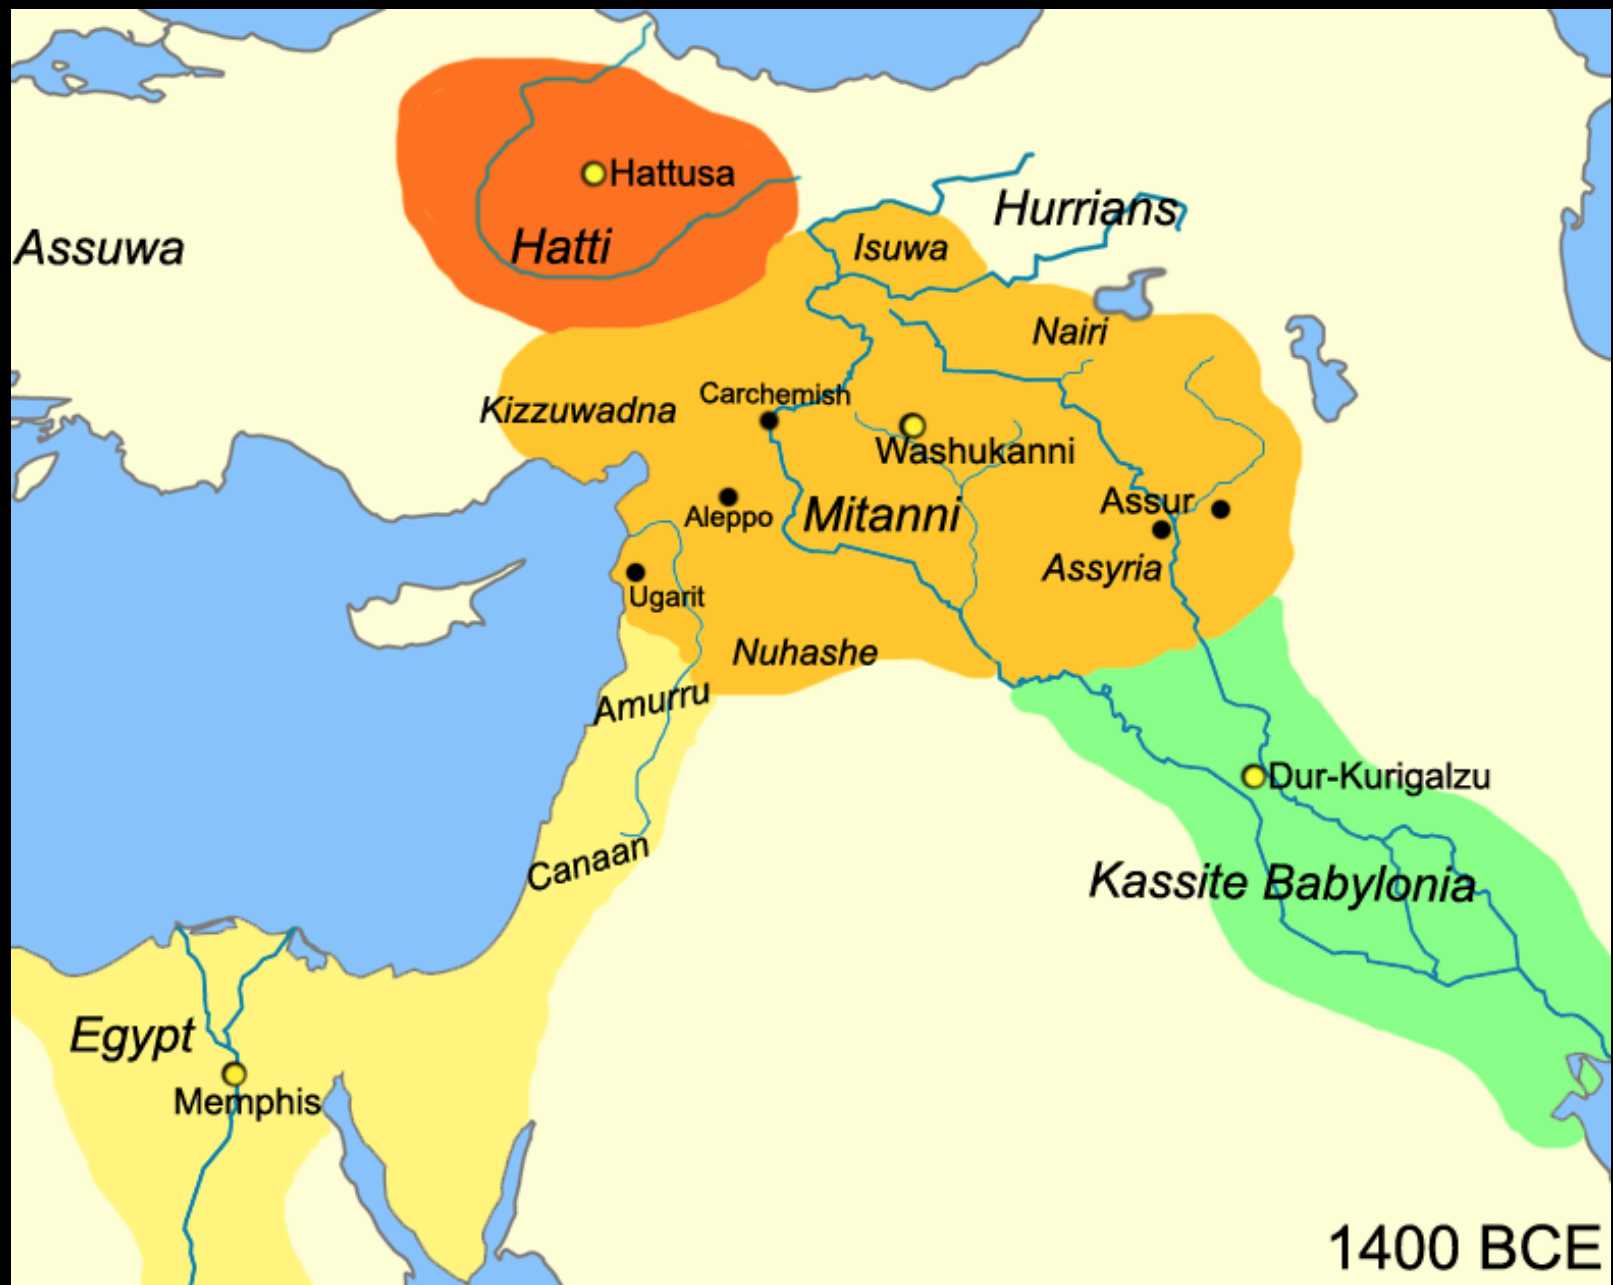 Hattusa
Hurrians
Assuwa
Hatti
Isuwa
Nairi
Carchemish
Kizzuwadna
Washukanni
Assur
Aleppo
Mitanni
Assyria
Ugarit
Nuhashe
Amurru
Dur-Kurigalzu
Canaan
Kassite Babylonia
Egypt
Memphis
1400 BCE